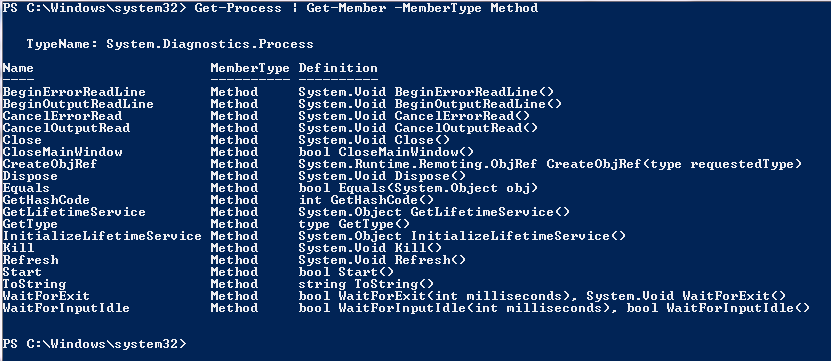 PS C:\Windows\system32> Get-Process | Get-Member -MemberType Method
TypeName: System.Diagnostics.Process
Name MemberType Definition
---- ---------- ----------
BeginErrorReadLine Method System.Void BeginErrorReadLine()
BeginOutputReadLine Method System.Void BeginOutputReadLine()
CancelErrorRead Method System.Void CancelErrorRead()
CancelOutputRead Method System.Void CancelOutputRead()
Close Method System.Void Close()
CloseMainWindow Method bool CloseMainWindow()
CreateObjRef Method System.Runtime.Remoting.ObjRef CreateObjRef(type requestedType)
Dispose Method System.Void Dispose()
Equals Method bool Equals(System.Object obj)
GetHashCode Method int GetHashCode()
GetLifetimeService Method System.Object GetLifetimeService()
GetType Method type GetType()
InitializeLifetimeService Method System.Object InitializeLifetimeService()
Kill Method System.Void Kill()
Refresh Method System.Void Refresh()
Start Method bool Start()
ToString Method string ToString()
WaitForExit Method bool WaitForExit(int milliseconds), System.Void WaitForExit()
WaitForInputIdle Method bool WaitForInputIdle(int milliseconds), bool WaitForInputIdle()
PS C:\Windows\system32>